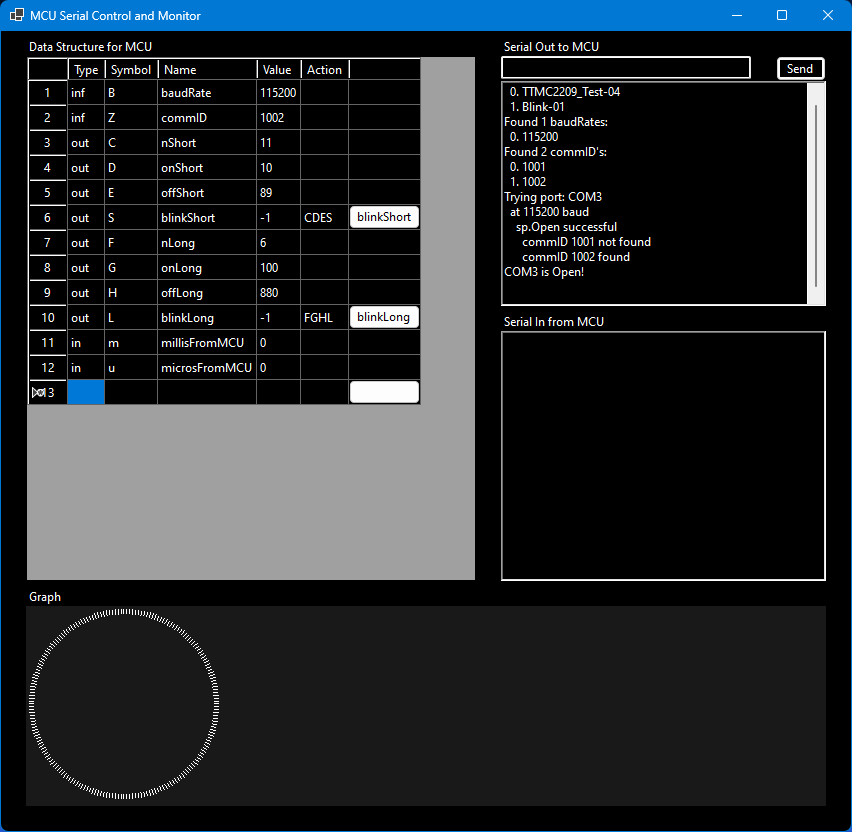 MCU Serial Control and Monitor
Data Structure for MCU
Type Symbol Name Value Action
1 inf B baudRate 115200
2 inf Z commID 1002
3 out C nShort 11
4 out D onShort 10
5 out E offShort 89
6 out S blinkShort -1 CDES blinkShort
7 out F nLong 6
8 out G onLong 100
9 out H offLong 880
10 out L blinkLong -1 FGHL blinkLong
11 in m millisFromMCU 0
12 in u microsFromMCU 0
13
Serial Out to MCU
Send
0. TTMC2209_Test-04
1. Blink-01
Found 1 baudRates:
0. 115200
Found 2 commID's:
0. 1001
1. 1002
Trying port: COM3
at 115200 baud
sp.Open successful
commID 1001 not found
commID 1002 found
COM3 is Open!
Serial In from MCU
Graph